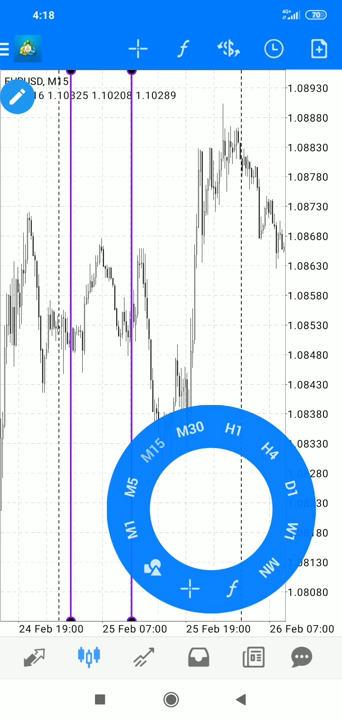 4:18
4G+
70
EURUSD, M15
1.10325 1.10208 1.10289
1.08930
1.08880
1.08830
1.08780
1.08730
1.08680
1.08630
1.08580
1.08530
1.08480
1.08430
1.08380
1.08330
1.08280
1.08230
1.08180
1.08130
1.08080
M1
M5
M15
M30
H1
H4
D1
W1
MN
24 Feb 19:00
25 Feb 07:00
25 Feb 19:00
26 Feb 07:00